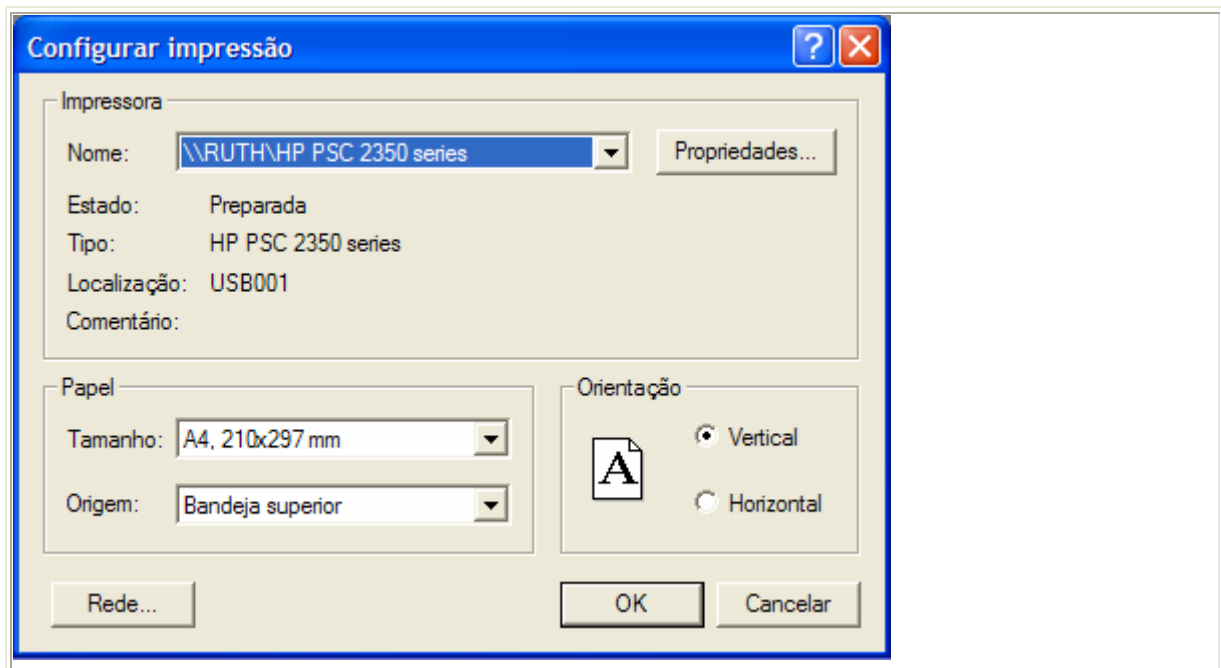 Configurar impressão
Impressora
Nome: \\RUTH\HP PSC 2350 series Propriedades...
Estado: Preparada
Tipo: HP PSC 2350 series
Localização: USB001
Comentário:
Papel
Tamanho: A4, 210x297 mm
Origem: Bandeja superior
Orientação
A
Vertical
Horizontal
Rede... OK Cancelar